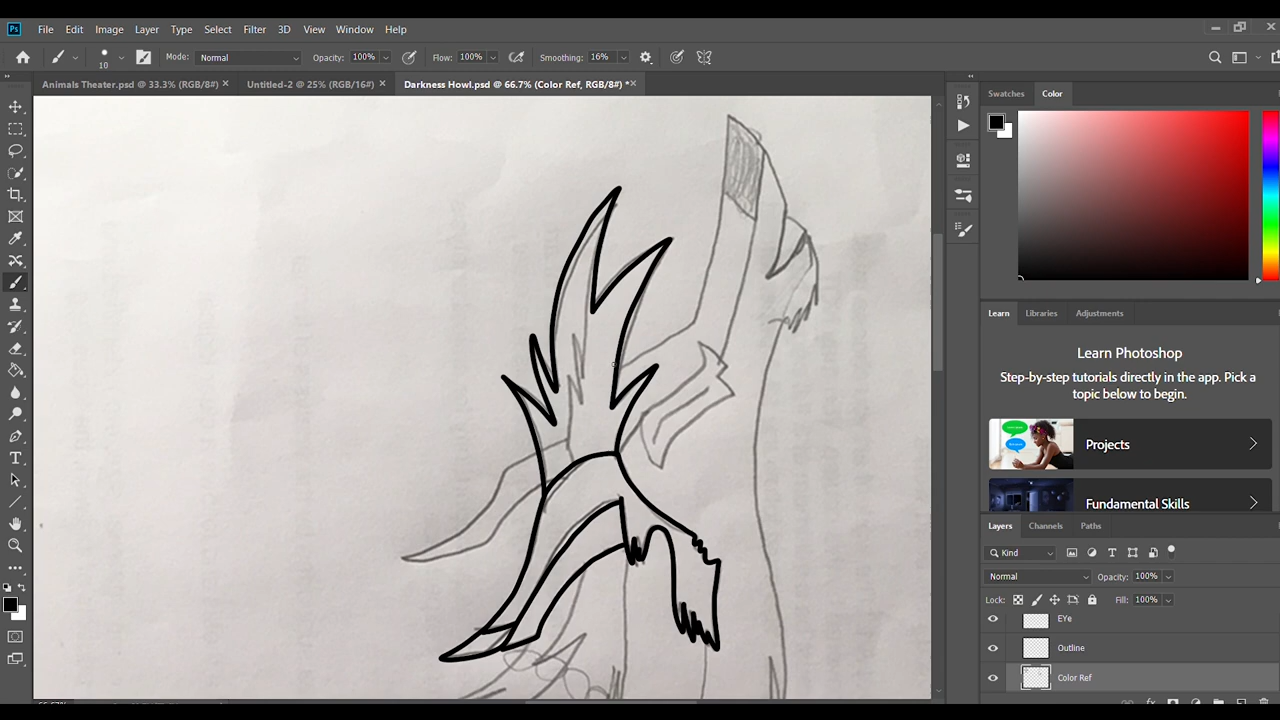 Ps File Edit Image Layer Type Select Filter 3D View Window Help
10 Mode: Normal Opacity: 100% Flow: 100% Smoothing: 16%
Animals Theater.psd @ 33.3% (RGB/8#) Untitled-2 @ 25% (RGB/16#) Darkness Howl.psd @ 66.7% (Color Ref, RGB/8#) *
Swatches Color
Learn Libraries Adjustments
Learn Photoshop
Step-by-step tutorials directly in the app. Pick a
topic below to begin.
Projects
Fundamental Skills
Layers Channels Paths
Kind
Normal Opacity: 100%
Lock: Fill: 100%
EYe
Outline
Color Ref